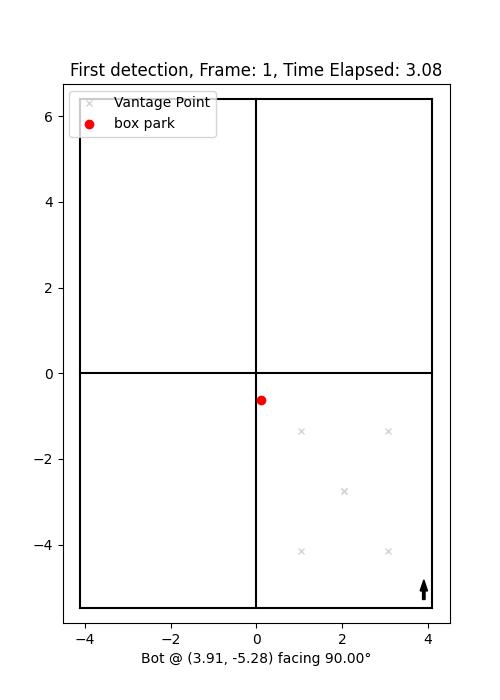 First detection, Frame: 1, Time Elapsed: 3.08
Vantage Point
box park
6
4
2
0
−2
−4
−4
−2
0
2
4
Bot @ (3.91, -5.28) facing 90.00°